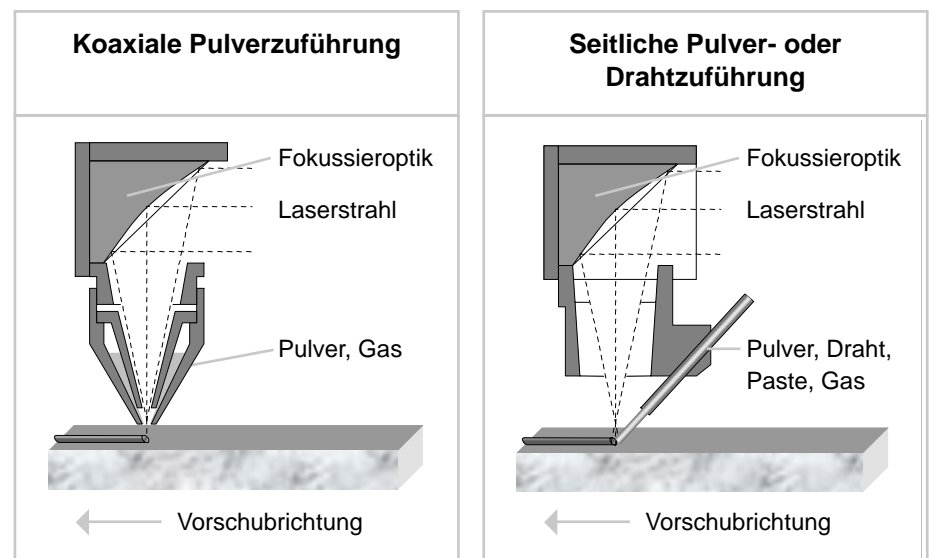 Koaxiale Pulverzuführung
Fokussieroptik
Laserstrahl
Pulver, Gas
Vorschubrichtung
Seitliche Pulver- oder
Drahtzuführung
Fokussieroptik
Laserstrahl
Pulver, Draht,
Paste, Gas
Vorschubrichtung